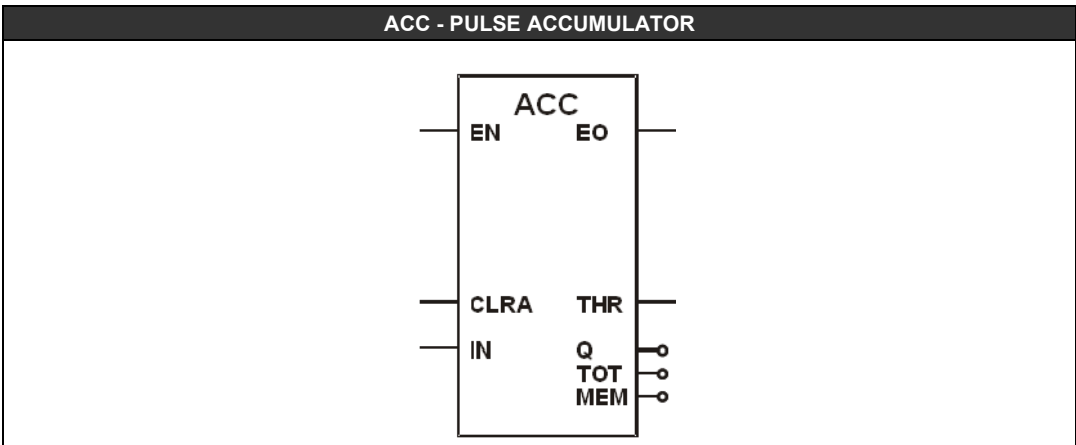 ACC - PULSE ACCUMULATOR
ACC
EN EO
CLRA THR
IN Q
TOT
MEM